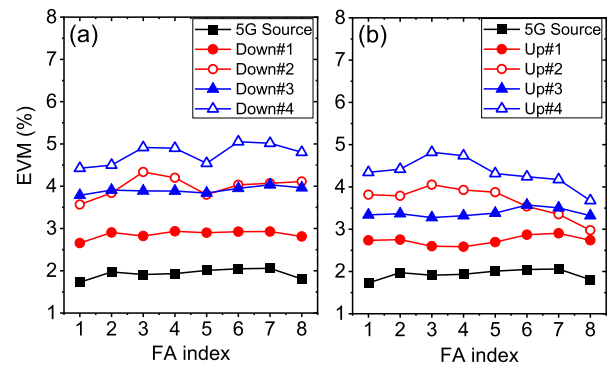 (a)
5G Source
Down#1
Down#2
Down#3
Down#4
8
7
6
5
4
3
2
1
EVM (%)
1 2 3 4 5 6 7 8
FA index
(b)
5G Source
Up#1
Up#2
Up#3
Up#4
8
7
6
5
4
3
2
1
1 2 3 4 5 6 7 8
FA index